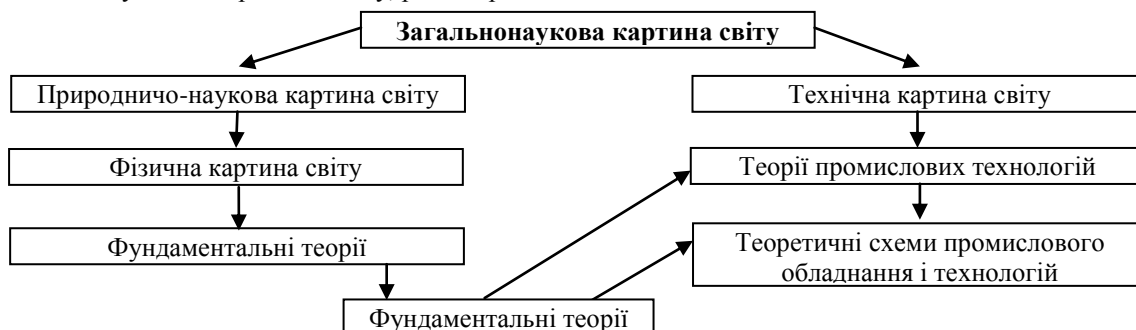 Загальнонаукова картина світу
Природничо-наукова картина світу
Технічна картина світу
Фізична картина світу
Теорії промислових технологій
Фундаментальні теорії
Теоретичні схеми промислового
обладнання і технологій
Фундаментальні теорії